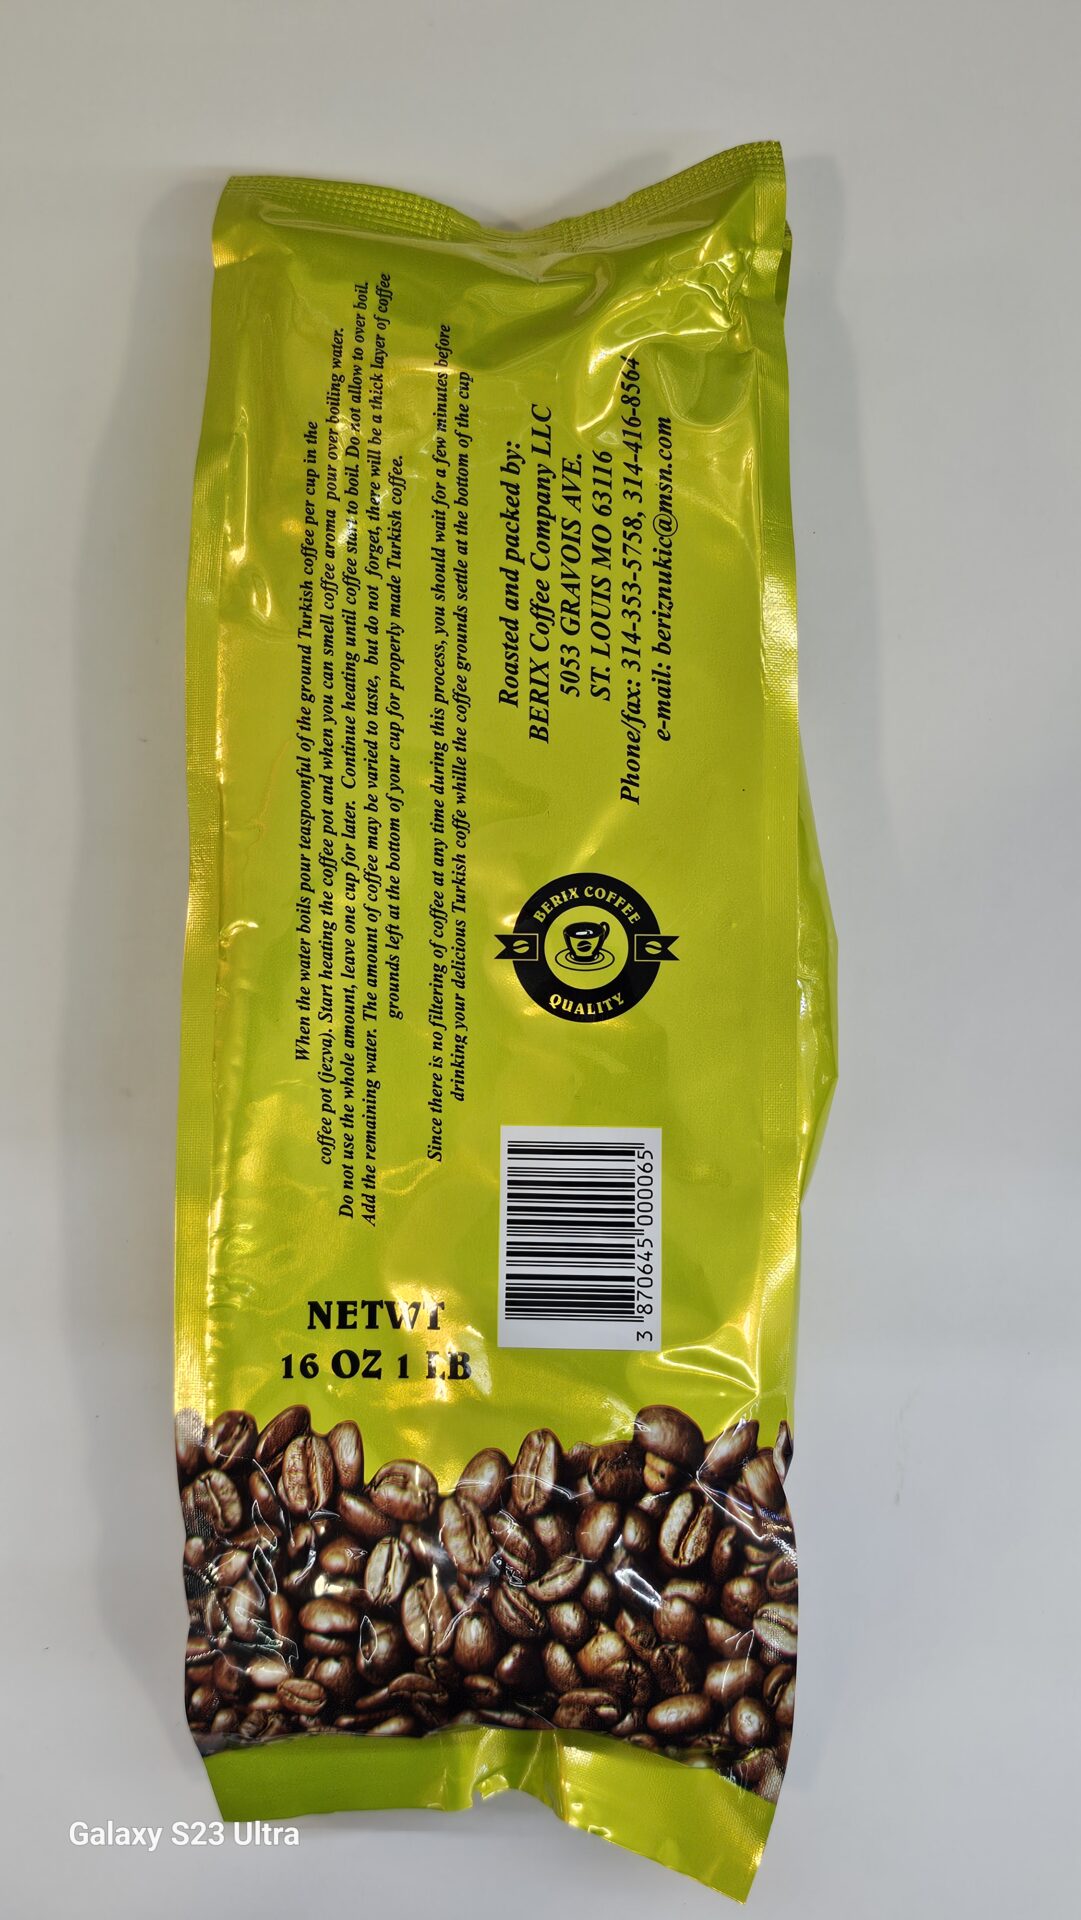 When the water boils pour teaspoonful of the ground Turkish coffee per cup in the
coffee pot (jezva). Start heating the coffee pot and when you can smell coffee aroma pour over boiling water.
Do not use the whole amount, leave one cup for later. Continue heating until coffee start to boil. Do not allow to over boil.
Add the remaining water. The amount of coffee may be varied to taste, but do not forget, there will be a thick layer of coffee
grounds left at the bottom of your cup for properly made Turkish coffee.
Since there is no filtering of coffee at any time during this process, you should wait for a few minutes before
drinking your delicious Turkish coffe whille the coffee grounds settle at the bottom of the cup
Roasted and packed by:
BERIX Coffee Company LLC
5053 GRAVOIS AVE.
ST. LOUIS MO 63116
Phone/fax: 314-353-5758, 314-416-8564
e-mail: beriznukic@msn.com
BERIX COFFEE
QUALITY
3 870645 000065
NETWT
16 OZ 1 LB
Galaxy S23 Ultra